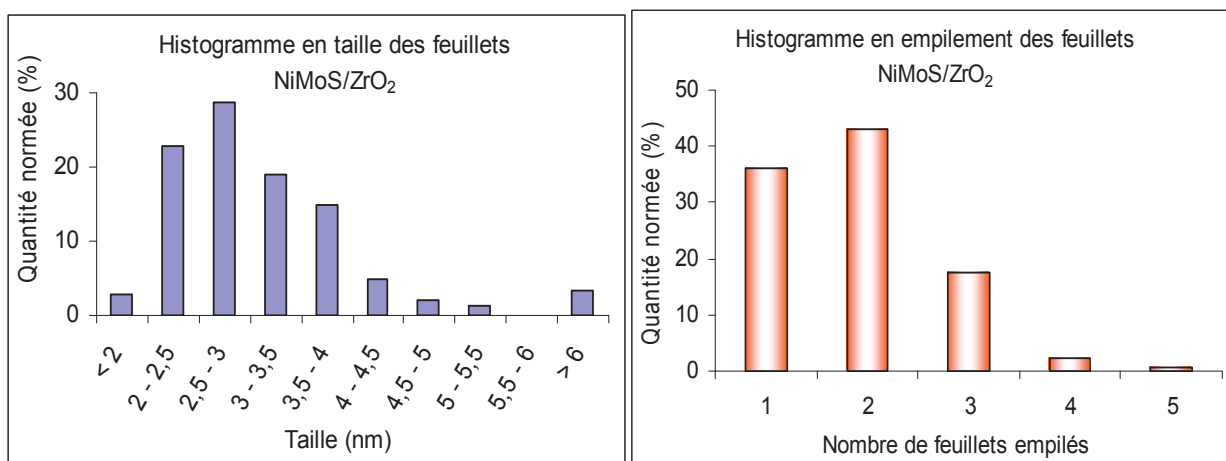 Histogramme en taille des feuillets
NiMoS/ZrO₂
Quantité normée (%)
30
20
10
0
< 2
2 - 2,5
2,5 - 3
3 - 3,5
3,5 - 4
4 - 4,5
4,5 - 5
5 - 5,5
5,5 - 6
> 6
Taille (nm)
Histogramme en empilement des feuillets
NiMoS/ZrO₂
Quantité normée (%)
50
40
30
20
10
0
1 2 3 4 5
Nombre de feuillets empilés